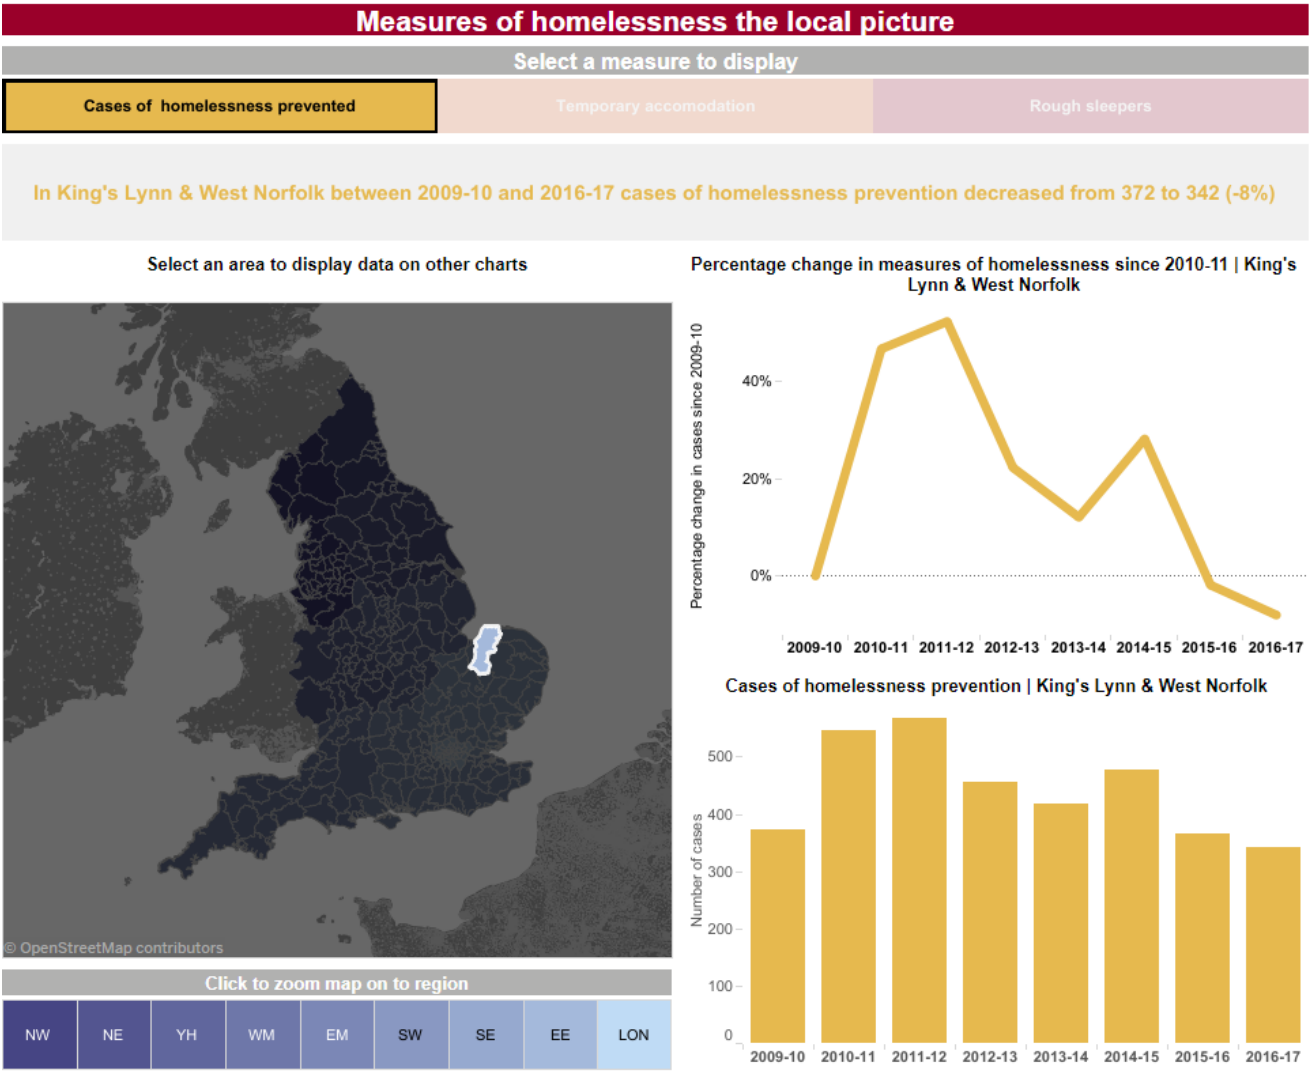 Measures of homelessness the local picture
Select a measure to display
Cases of homelessness prevented
Temporary accomodation
Rough sleepers
In King's Lynn & West Norfolk between 2009-10 and 2016-17 cases of homelessness prevention decreased from 372 to 342 (-8%)
Select an area to display data on other charts
© OpenStreetMap contributors
Click to zoom map on to region
NW NE YH WM EM SW SE EE LON
Percentage change in measures of homelessness since 2010-11 | King's
Lynn & West Norfolk
Percentage change in cases since 2009-10
40%
20%
0%
2009-10 2010-11 2011-12 2012-13 2013-14 2014-15 2015-16 2016-17
Cases of homelessness prevention | King's Lynn & West Norfolk
Number of cases
500
400
300
200
100
0
2009-10 2010-11 2011-12 2012-13 2013-14 2014-15 2015-16 2016-17